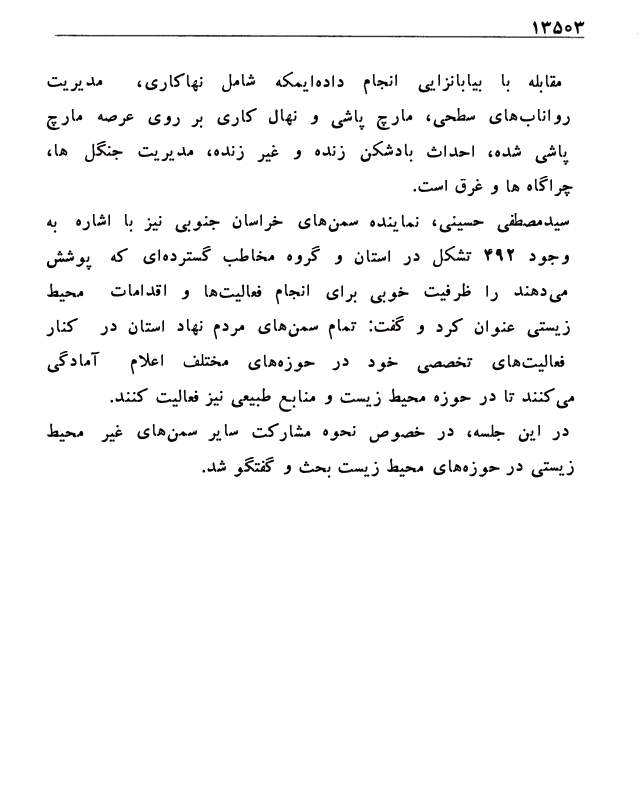 ۱۳۵۰۳
مقابله با بیابانزایی انجام داده‌ایمکه شامل نهاکاری، مدیریت
رواناب‌های سطحی، مارچ پاشی و نهال کاری بر روی عرصه مارچ
پاشی شده، احداث بادشکن زنده و غیر زنده، مدیریت جنگل ها،
چراگاه ها و غرق است.
سیدمصطفی حسینی، نماینده سمن‌های خراسان جنوبی نیز با اشاره به
وجود ۴۹۲ تشکل در استان و گروه مخاطب گسترده‌ای که پوشش
می‌دهند را ظرفیت خوبی برای انجام فعالیت‌ها و اقدامات محیط
زیستی عنوان کرد و گفت: تمام سمن‌های مردم نهاد استان در کنار
فعالیت‌های تخصصی خود در حوزه‌های مختلف اعلام آمادگی
می‌کنند تا در حوزه محیط زیست و منابع طبیعی نیز فعالیت کنند.
در این جلسه، در خصوص نحوه مشارکت سایر سمن‌های غیر محیط
زیستی در حوزه‌های محیط زیست بحث و گفتگو شد.